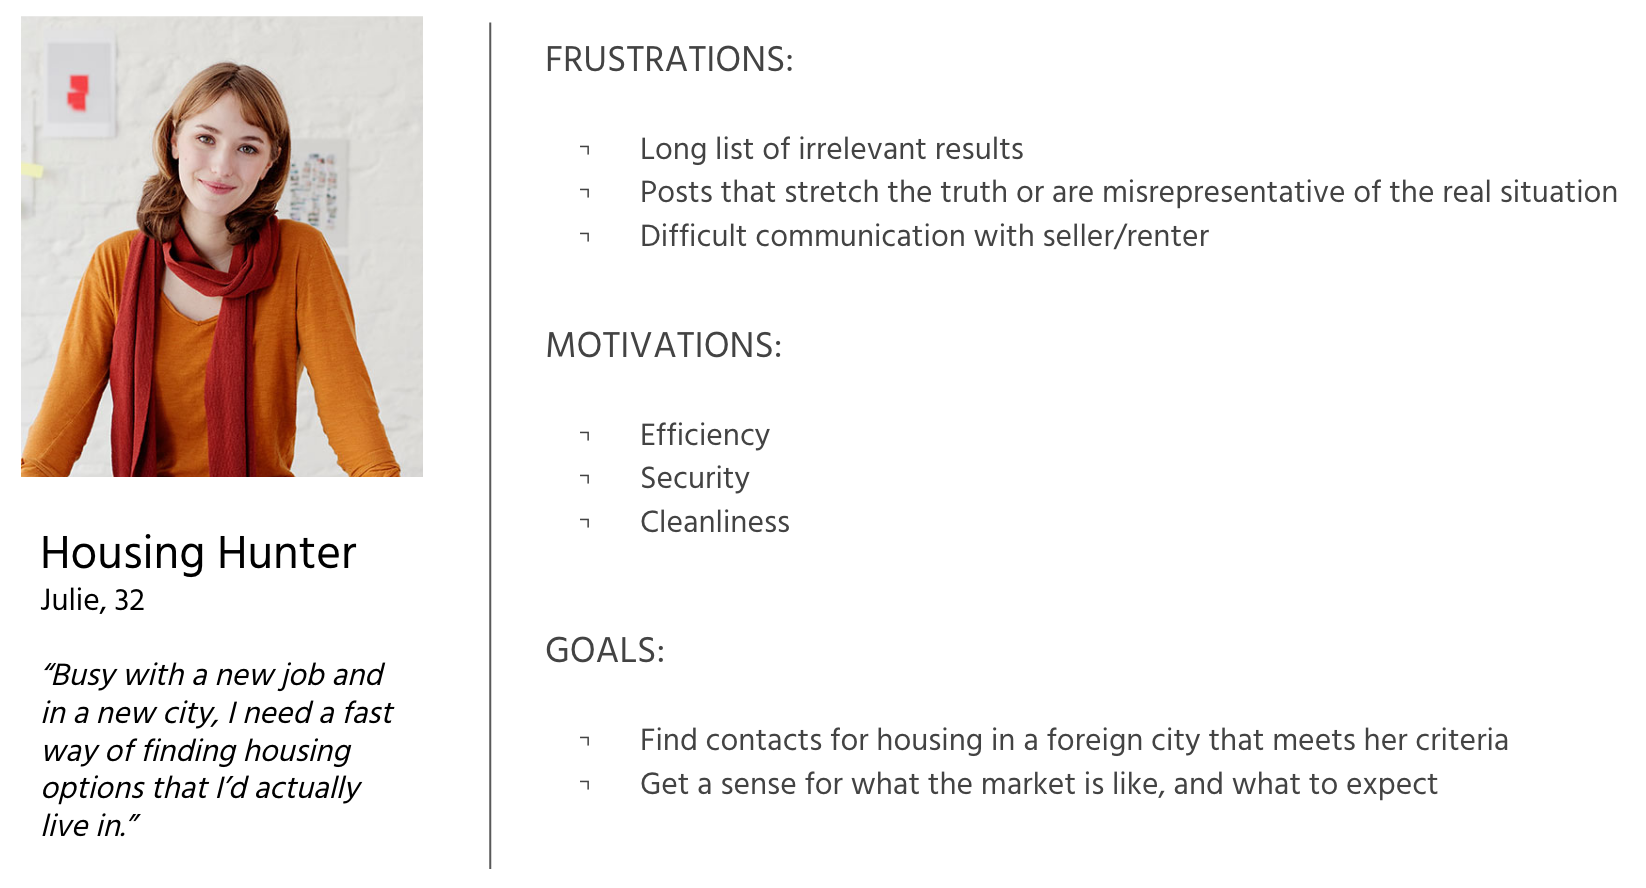 Housing Hunter
Julie, 32
“Busy with a new job and
in a new city, I need a fast
way of finding housing
options that I’d actually
live in.”
FRUSTRATIONS:
Long list of irrelevant results
Posts that stretch the truth or are misrepresentative of the real situation
Difficult communication with seller/renter
MOTIVATIONS:
Efficiency
Security
Cleanliness
GOALS:
Find contacts for housing in a foreign city that meets her criteria
Get a sense for what the market is like, and what to expect